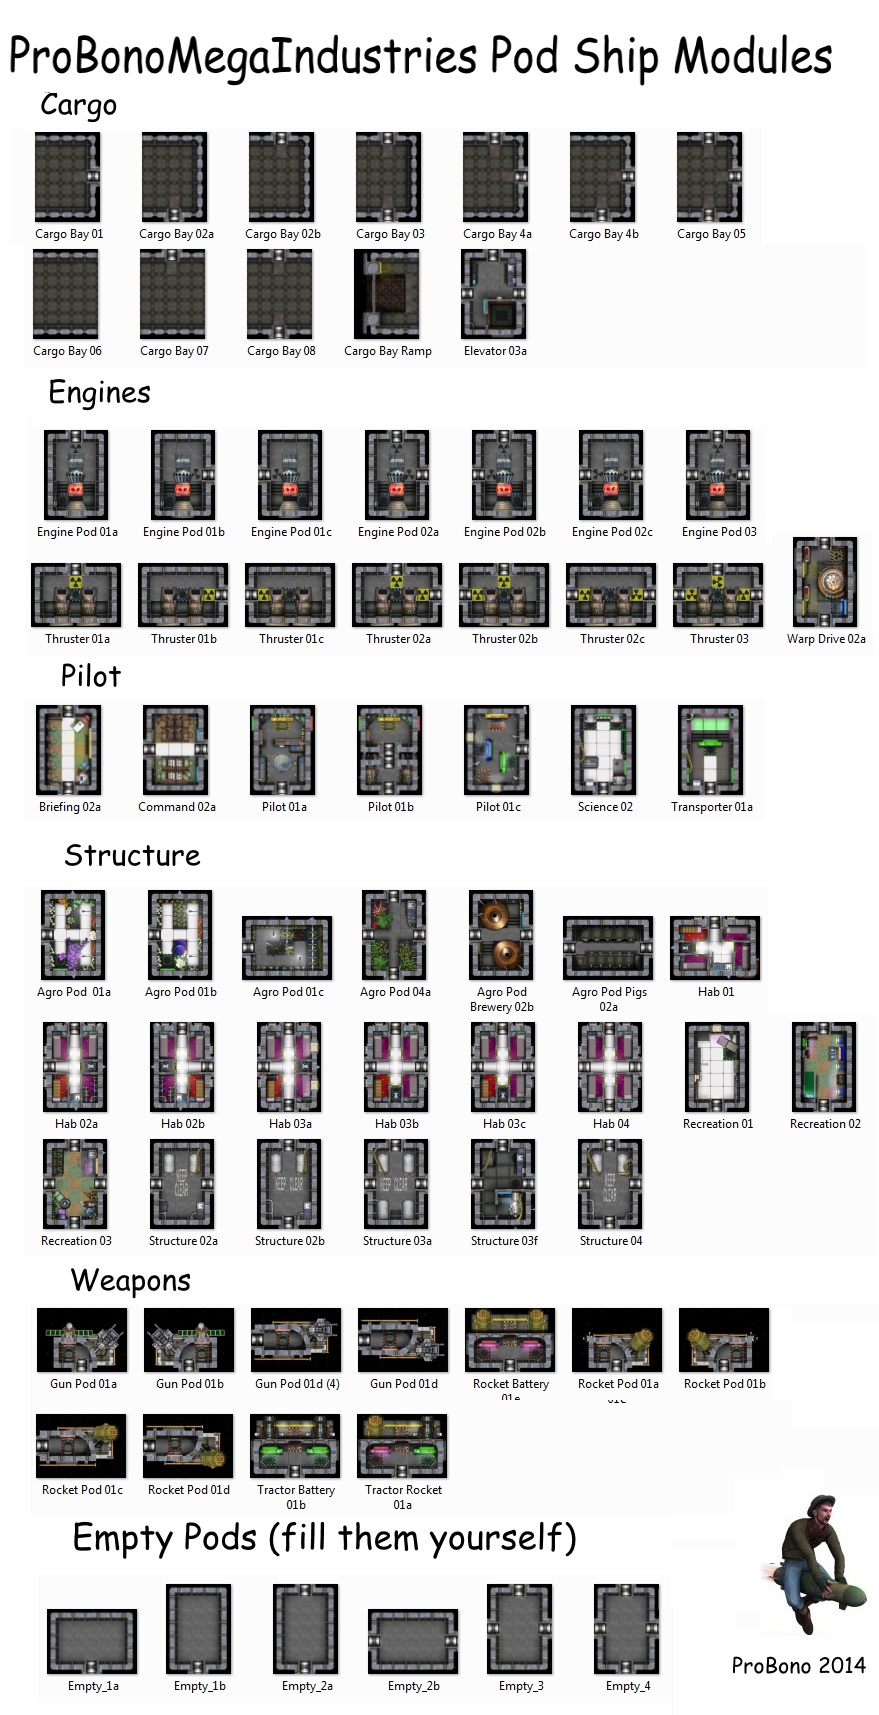 ProBonoMegaIndustries Pod Ship Modules
Cargo
Cargo Bay 01 Cargo Bay 02a Cargo Bay 02b Cargo Bay 03 Cargo Bay 4a Cargo Bay 4b Cargo Bay 05
Cargo Bay 06 Cargo Bay 07 Cargo Bay 08 Cargo Bay Ramp Elevator 03a
Engines
Engine Pod 01a Engine Pod 01b Engine Pod 01c Engine Pod 02a Engine Pod 02b Engine Pod 02c Engine Pod 03
Thruster 01a Thruster 01b Thruster 01c Thruster 02a Thruster 02b Thruster 02c Thruster 03 Warp Drive 02a
Pilot
Briefing 02a Command 02a Pilot 01a Pilot 01b Pilot 01c Science 02 Transporter 01a
Structure
Agro Pod 01a Agro Pod 01b Agro Pod 01c Agro Pod 04a Agro Pod Brewery 02b Agro Pod Pigs 02a Hab 01
Hab 02a Hab 02b Hab 03a Hab 03b Hab 03c Hab 04 Recreation 01 Recreation 02
KEEP CLEAR KEEP CLEAR KEEP CLEAR KEEP CLEAR
Recreation 03 Structure 02a Structure 02b Structure 03a Structure 03f Structure 04
Weapons
Gun Pod 01a Gun Pod 01b Gun Pod 01d (4) Gun Pod 01d Rocket Battery 01e Rocket Pod 01a Rocket Pod 01b
Rocket Pod 01c Rocket Pod 01d Tractor Battery 01b Tractor Rocket 01a
Empty Pods (fill them yourself)
Empty_1a Empty_1b Empty_2a Empty_2b Empty_3 Empty_4
ProBono 2014